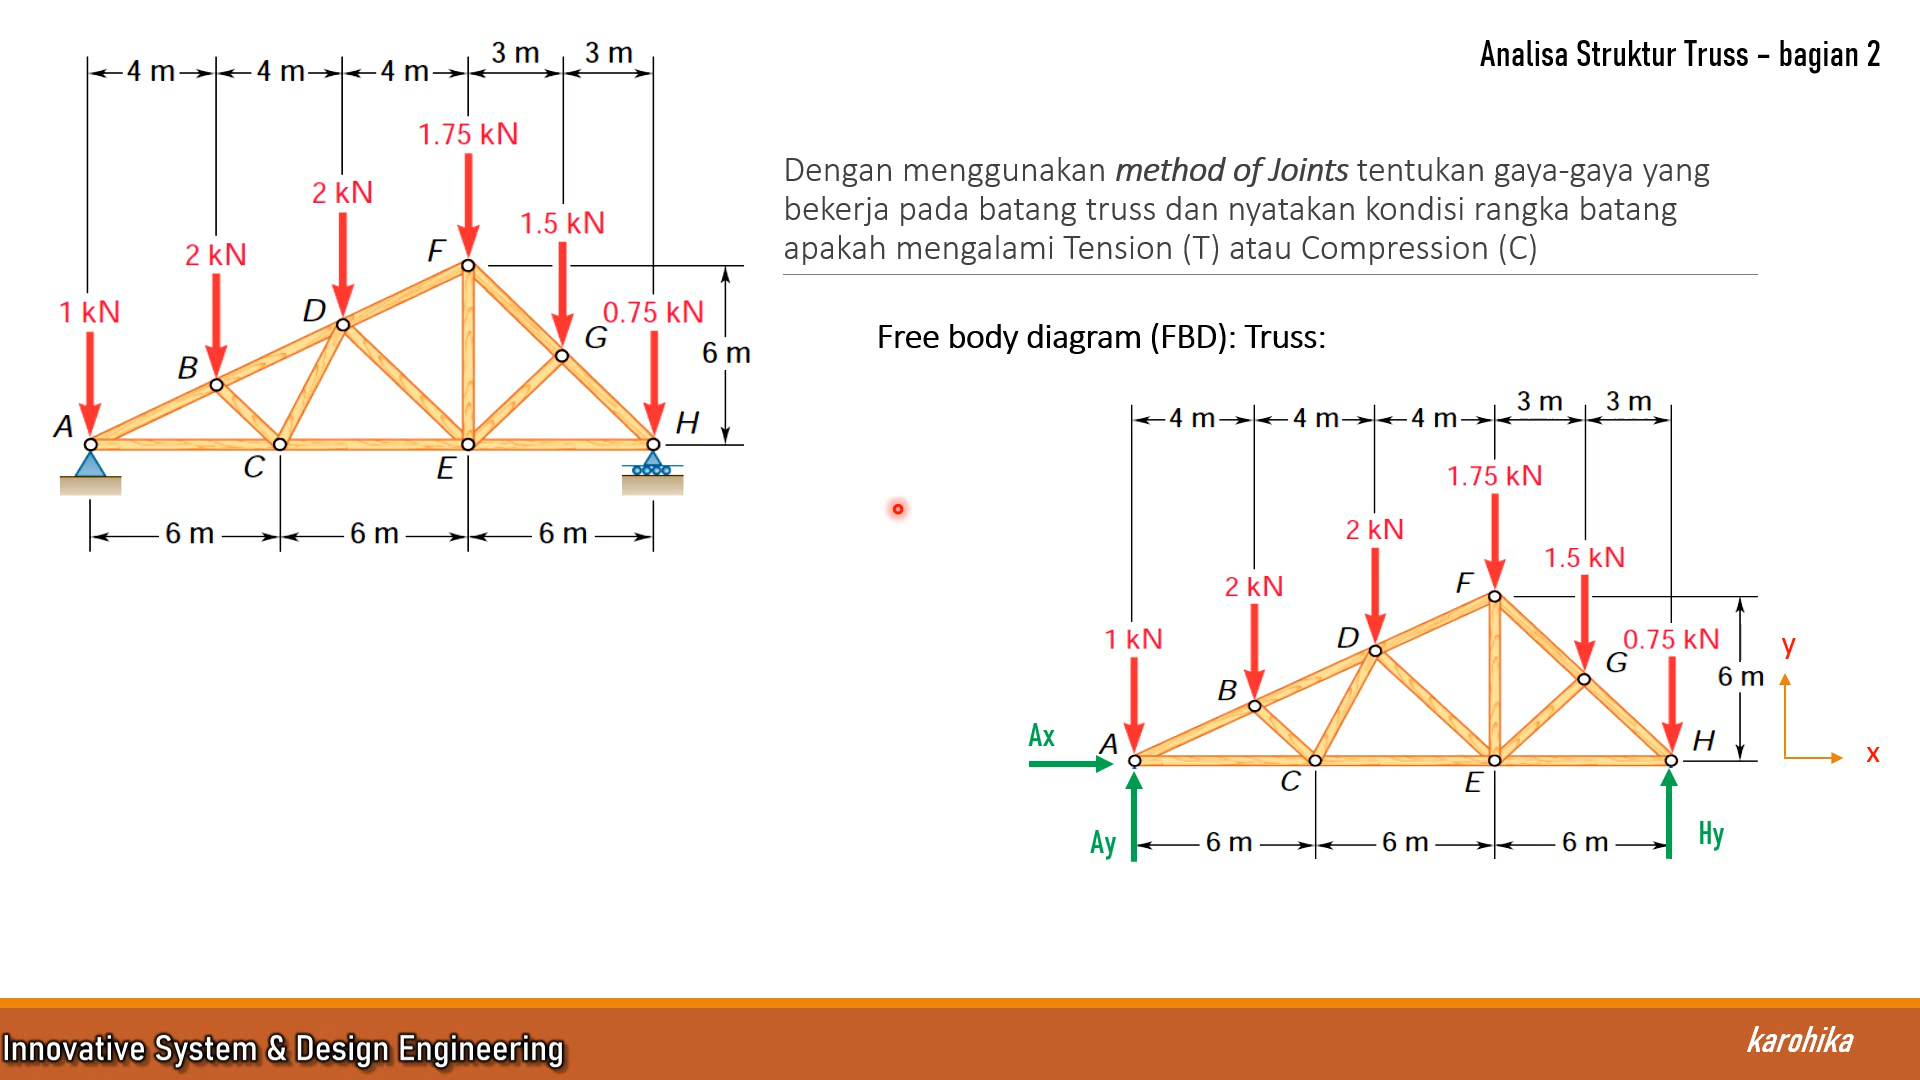 Analisa Struktur Truss – bagian 2
4 m 4 m 4 m 3 m 3 m
1.75 kN
2 kN
1.5 kN
2 kN
F
D
1 kN
0.75 kN
G
B
6 m
A
H
C
E
6 m 6 m 6 m
Dengan menggunakan method of Joints tentukan gaya-gaya yang
bekerja pada batang truss dan nyatakan kondisi rangka batang
apakah mengalami Tension (T) atau Compression (C)
Free body diagram (FBD): Truss:
4 m 4 m 4 m 3 m 3 m
1.75 kN
2 kN
1.5 kN
2 kN
F
D
1 kN
0.75 kN
y
G
6 m
B
Ax
A
H
x
C
E
Ay
6 m 6 m 6 m
Hy
Innovative System & Design Engineering
karohika